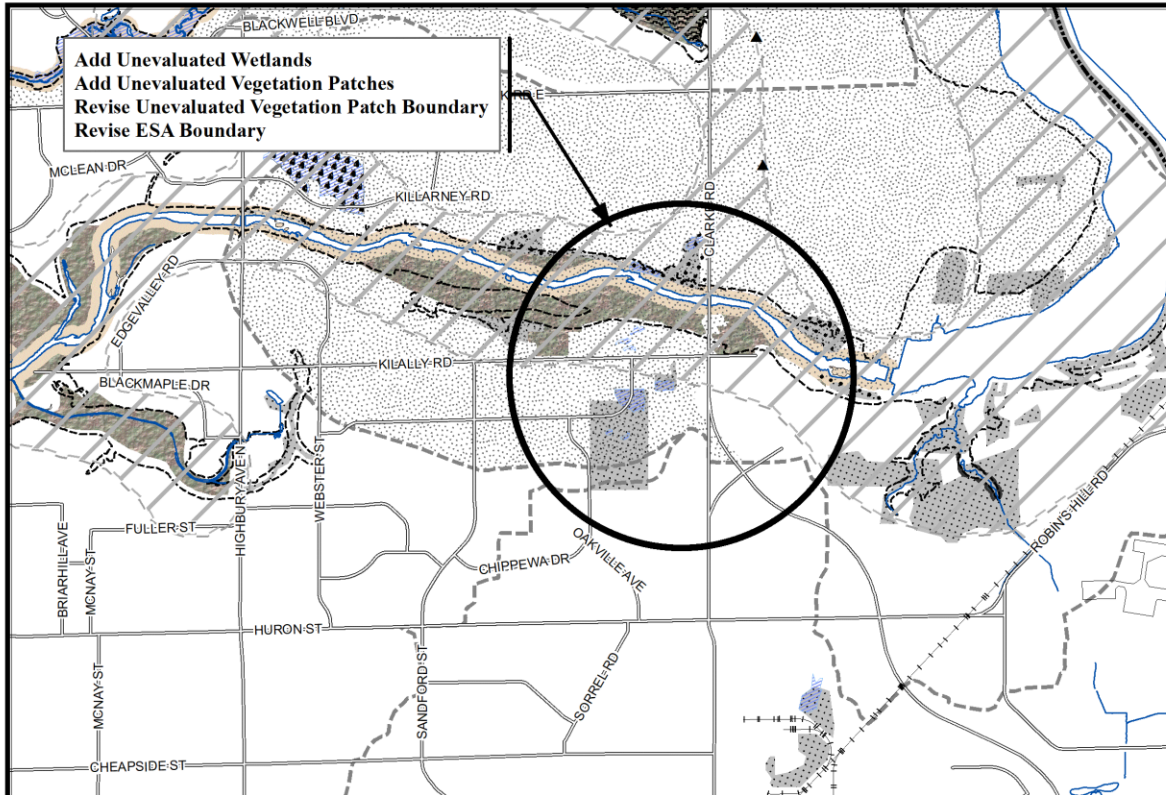 BLACKWELL BLVD
Add Unevaluated Wetlands
Add Unevaluated Vegetation Patches
Revise Unevaluated Vegetation Patch Boundary
Revise ESA Boundary
K RD E
MCLEAN DR
KILLARNEY RD
CLARKE RD
EDGEVALLEY RD
KILALLY RD
BLACKMAPLE DR
HIGHBURY AVE N
WEBSTER ST
FULLER ST
BRIARHILL AVE
MCNAY ST
CHIPPEWA DR
OAKVILLE AVE
ROBIN'S HILL RD
HURON ST
MCNAY ST
SANDFORD ST
SORREL RD
CHEAPSIDE ST